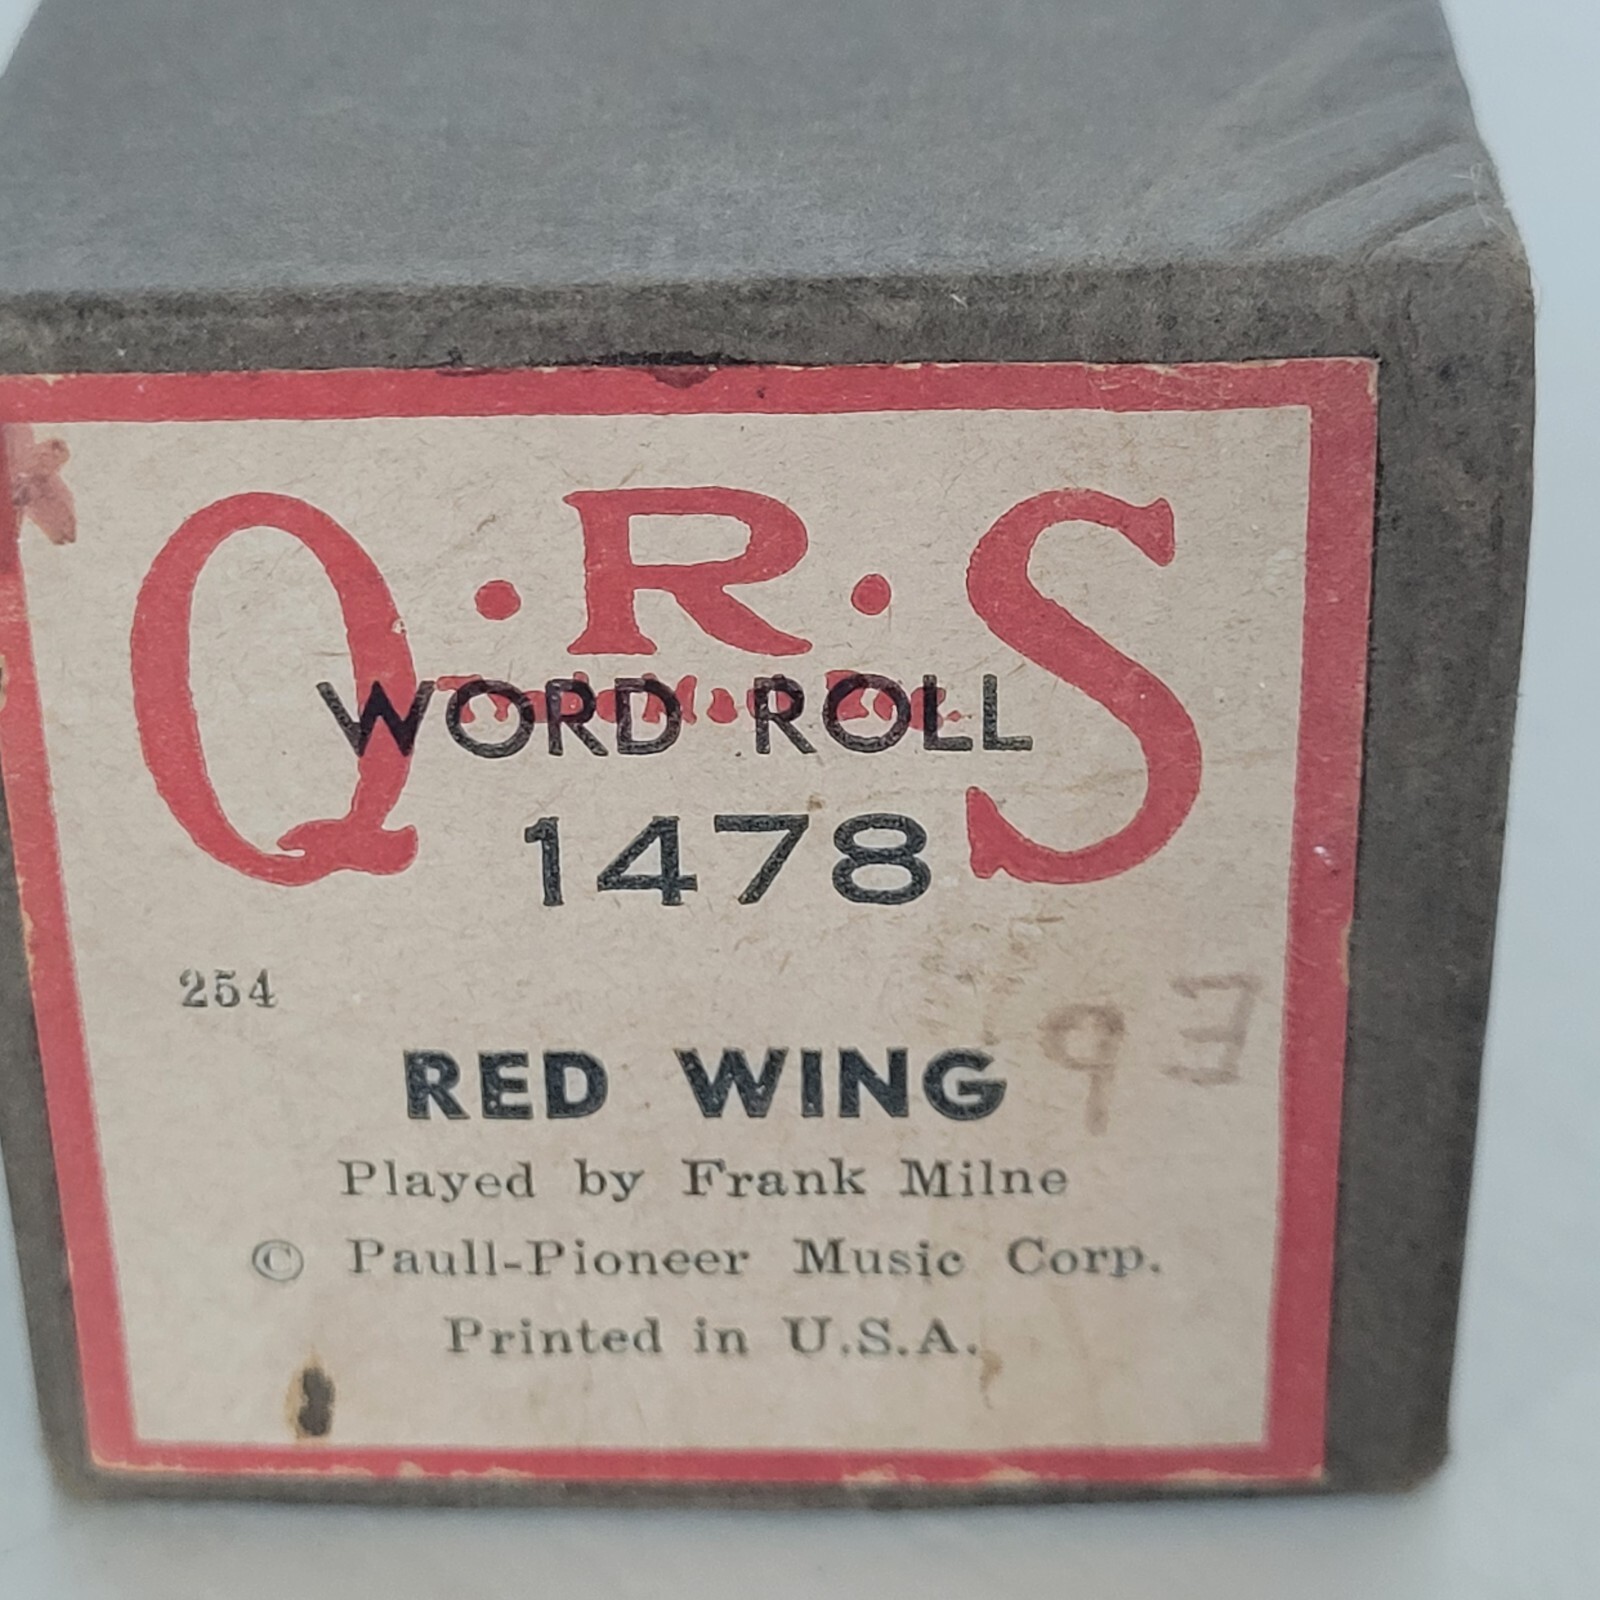 Q·R·S
WORD ROLL
1478
254
RED WING
Played by Frank Milne
© Paull-Pioneer Music Corp.
Printed in U.S.A.